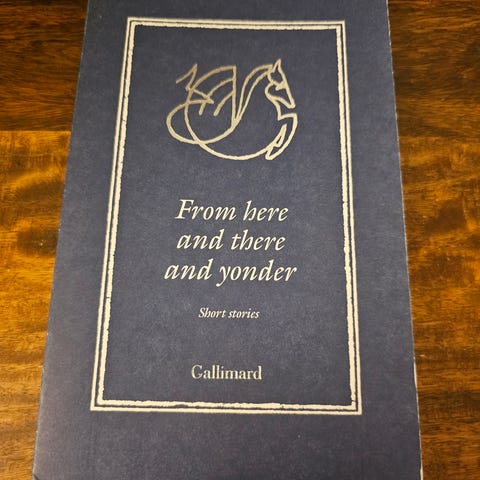 From here
and there
and yonder
Short stories
Gallimard